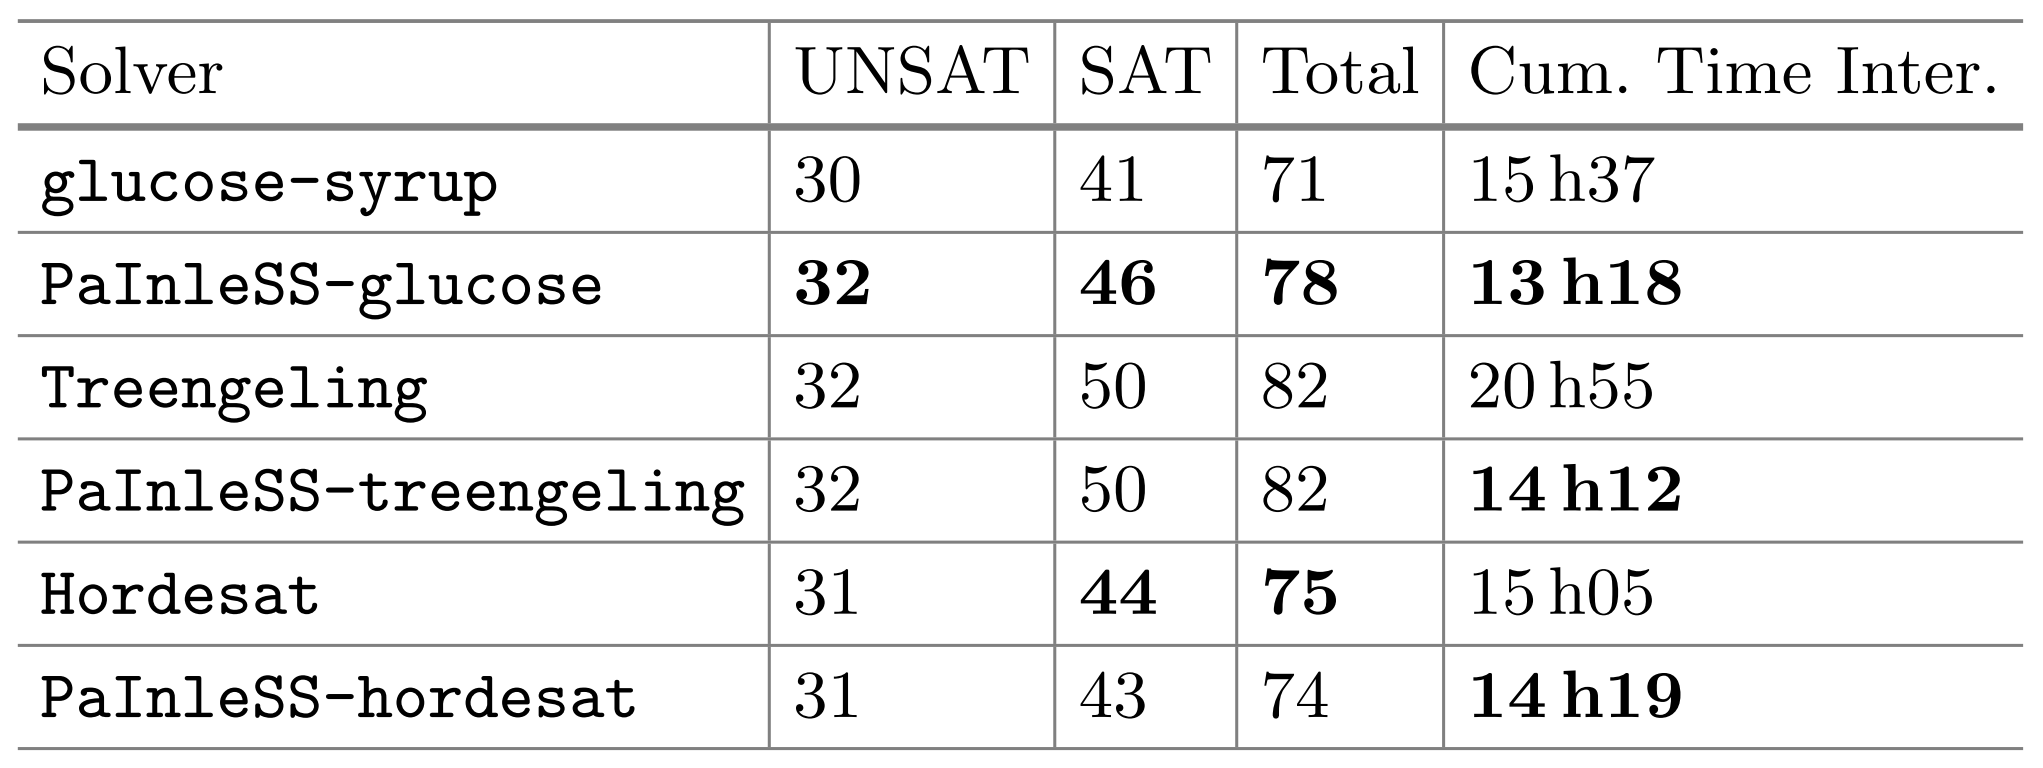 Solver UNSAT SAT Total Cum. Time Inter.
glucose-syrup 30 41 71 15 h37
PaInleSS-glucose 32 46 78 13 h18
Treengeling 32 50 82 20 h55
PaInleSS-treengeling 32 50 82 14 h12
Hordesat 31 44 75 15 h05
PaInleSS-hordesat 31 43 74 14 h19